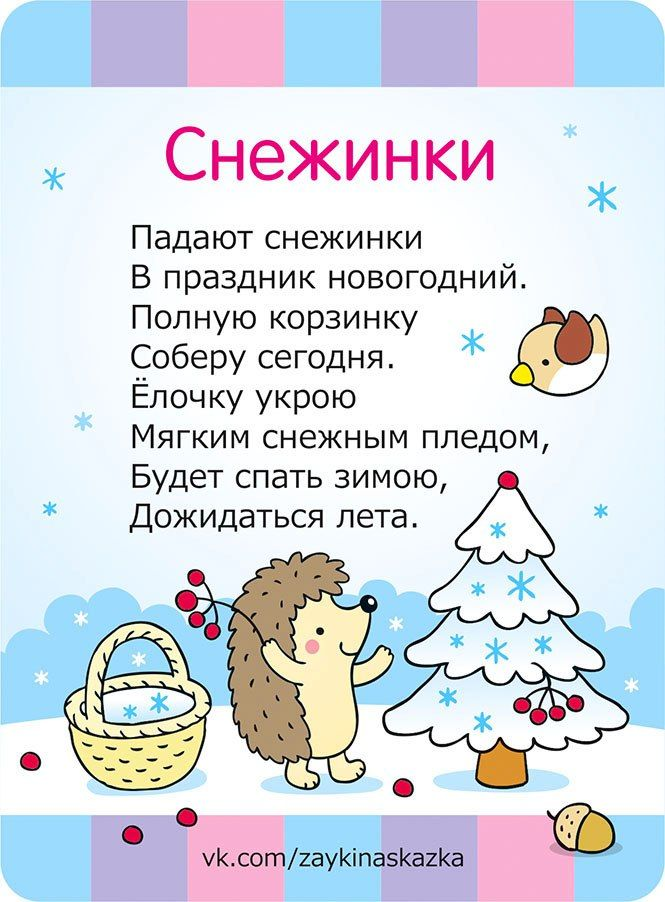 Снежинки
Падают снежинки
В праздник новогодний.
Полную корзинку
Соберу сегодня.
Ёлочку укрою
Мягким снежным пледом,
Будет спать зимою,
Дожидаться лета.
vk.com/zaykinaskazka